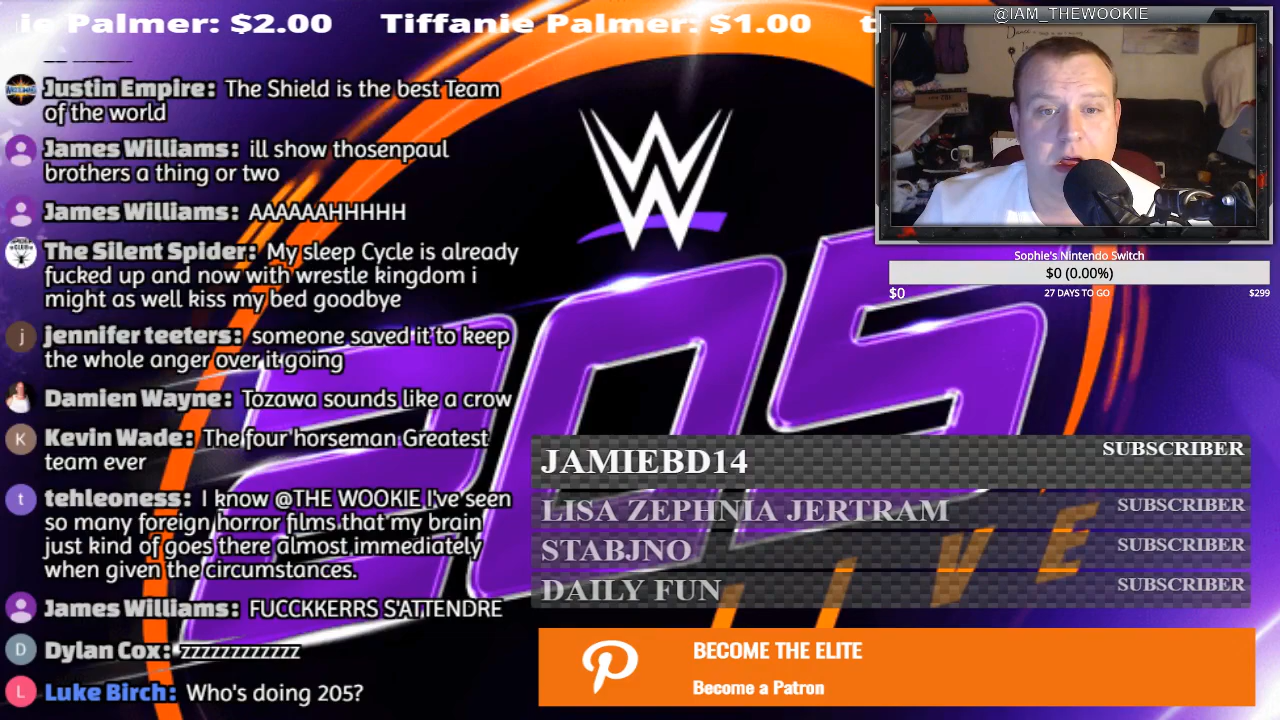 ie Palmer: $2.00 Tiffanie Palmer: $1.00 t
@IAM_THEWOOKIE
Justin Empire: The Shield is the best Team
of the world
James Williams: ill show thosenpaul
brothers a thing or two
James Williams: AAAAAAHHHHH
The Silent Spider: My sleep Cycle is already
fucked up and now with wrestle kingdom i
might as well kiss my bed goodbye
jennifer teeters: someone saved it to keep
the whole anger over it going
Damien Wayne: Tozawa sounds like a crow
Kevin Wade: The four horseman Greatest
team ever
tehleoness: I know @THE WOOKIE I've seen
so many foreign horror films that my brain
just kind of goes there almost immediately
when given the circumstances.
James Williams: FUCCKKERRS S'ATTENDRE
Dylan Cox: zzzzzzzzzzzz
Luke Birch: Who's doing 205?
W
205
LIVE
Sophie's Nintendo Switch
$0 (0.00%)
$0 27 DAYS TO GO $299
JAMIEBD14 SUBSCRIBER
LISA ZEPHNIA JERTRAM SUBSCRIBER
STABJNO SUBSCRIBER
DAILY FUN SUBSCRIBER
BECOME THE ELITE
Become a Patron